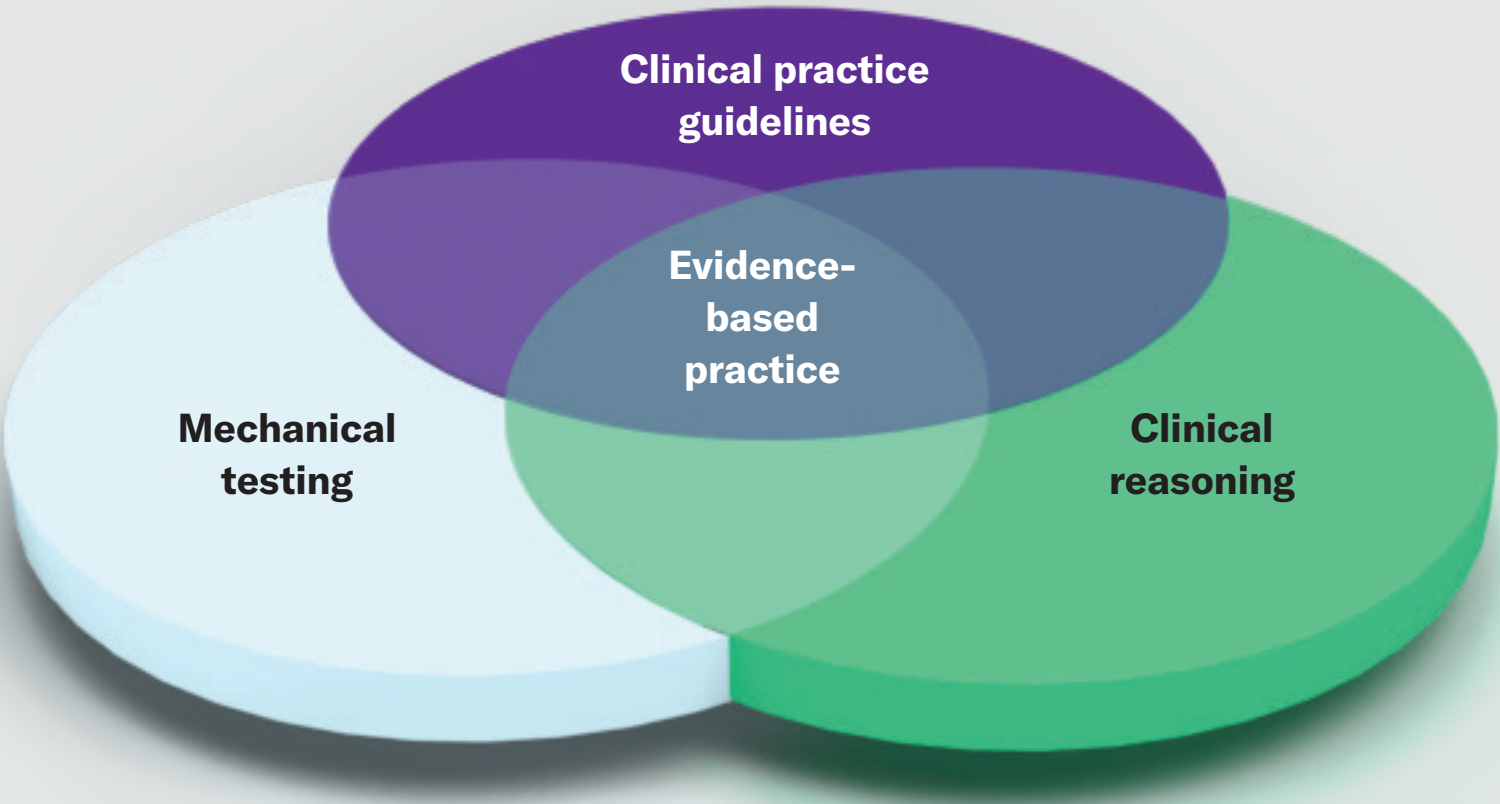 Clinical practice
guidelines
Evidence-
based
practice
Mechanical
testing
Clinical
reasoning